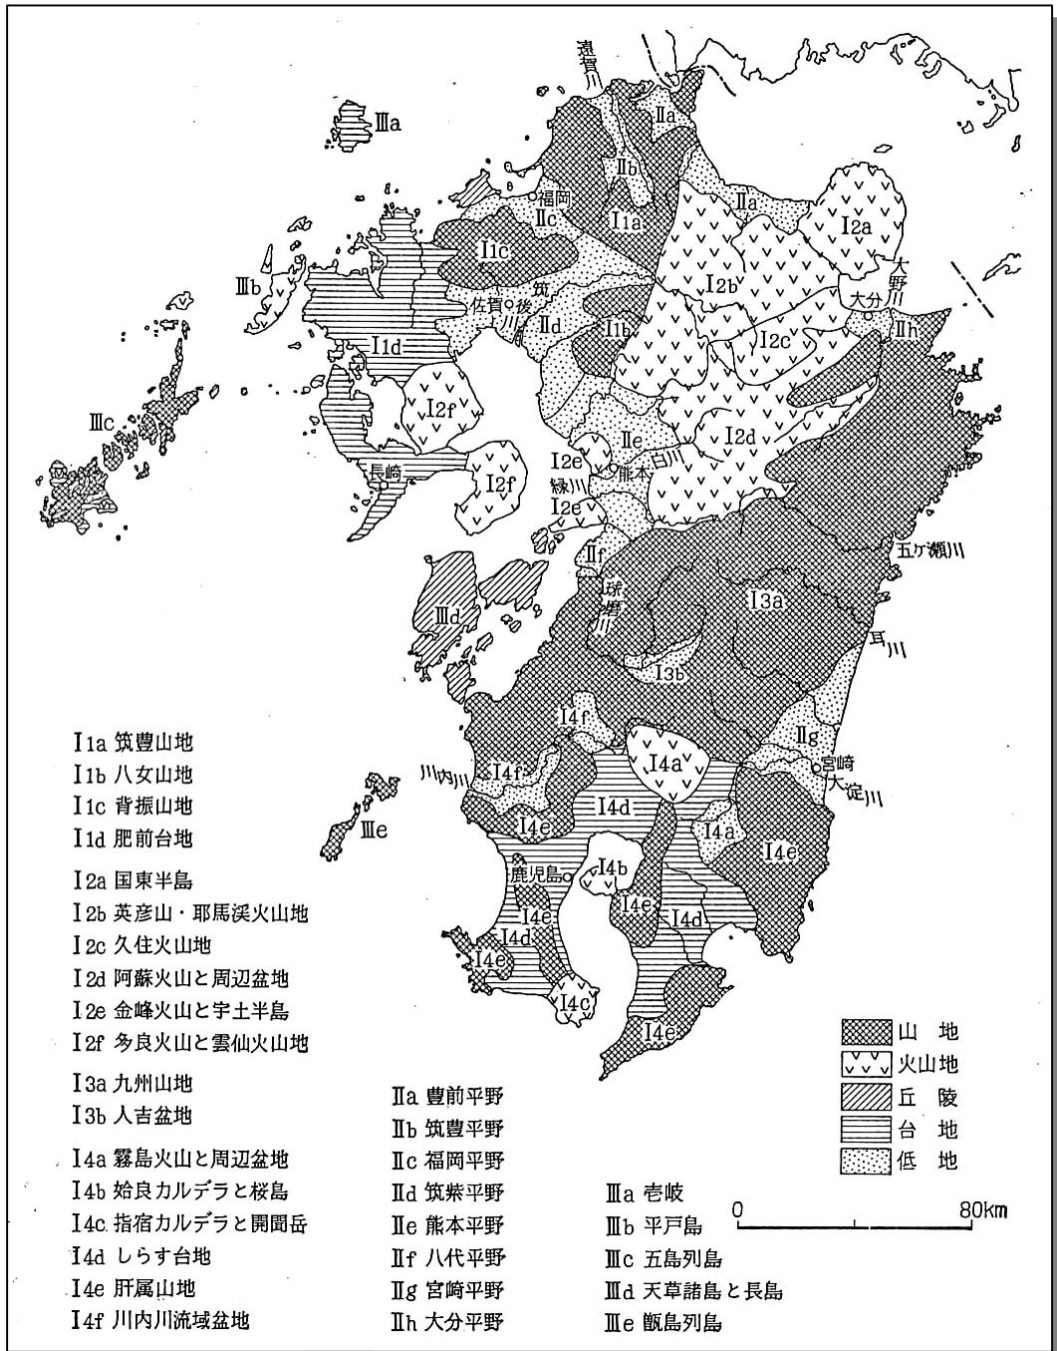 遠賀川
Ⅲa
Ⅱa
Ⅱb
福岡
Ⅱc
Ⅰ1a
Ⅱa
Ⅰ2a
Ⅰ1c
Ⅲb
Ⅰ2b
大野川
大分
佐賀
筑後川
Ⅱd
Ⅰ1b
Ⅱh
Ⅰ1d
Ⅰ2c
Ⅲc
Ⅰ2f
Ⅱe
Ⅰ2d
Ⅰ2e
熊本
白川
長崎
Ⅰ2f
緑川
Ⅰ2e
Ⅱf
五ケ瀬川
Ⅲd
球磨川
Ⅰ3a
耳川
Ⅰ3b
Ⅰ4f
Ⅱg
川内川
Ⅰ4f
Ⅰ4a
宮崎
大淀川
Ⅰ4d
Ⅰ4e
Ⅰ4a
Ⅲe
Ⅰ4e
鹿児島
Ⅰ4b
Ⅰ4e
Ⅰ4e
Ⅰ4d
Ⅰ4d
Ⅰ4e
Ⅰ4c
Ⅰ4e
Ⅰ1a 筑豊山地
Ⅰ1b 八女山地
Ⅰ1c 背振山地
Ⅰ1d 肥前台地
Ⅰ2a 国東半島
Ⅰ2b 英彦山・耶馬渓火山地
Ⅰ2c 久住火山地
Ⅰ2d 阿蘇火山と周辺盆地
Ⅰ2e 金峰火山と宇土半島
Ⅰ2f 多良火山と雲仙火山地
Ⅰ3a 九州山地
Ⅰ3b 人吉盆地
Ⅰ4a 霧島火山と周辺盆地
Ⅰ4b 姶良カルデラと桜島
Ⅰ4c 指宿カルデラと開聞岳
Ⅰ4d しらす台地
Ⅰ4e 肝属山地
Ⅰ4f 川内川流域盆地
Ⅱa 豊前平野
Ⅱb 筑豊平野
Ⅱc 福岡平野
Ⅱd 筑紫平野
Ⅱe 熊本平野
Ⅱf 八代平野
Ⅱg 宮崎平野
Ⅱh 大分平野
Ⅲa 壱岐
Ⅲb 平戸島
Ⅲc 五島列島
Ⅲd 天草諸島と長島
Ⅲe 甑島列島
山 地
火山地
丘 陵
台 地
低 地
0 80km